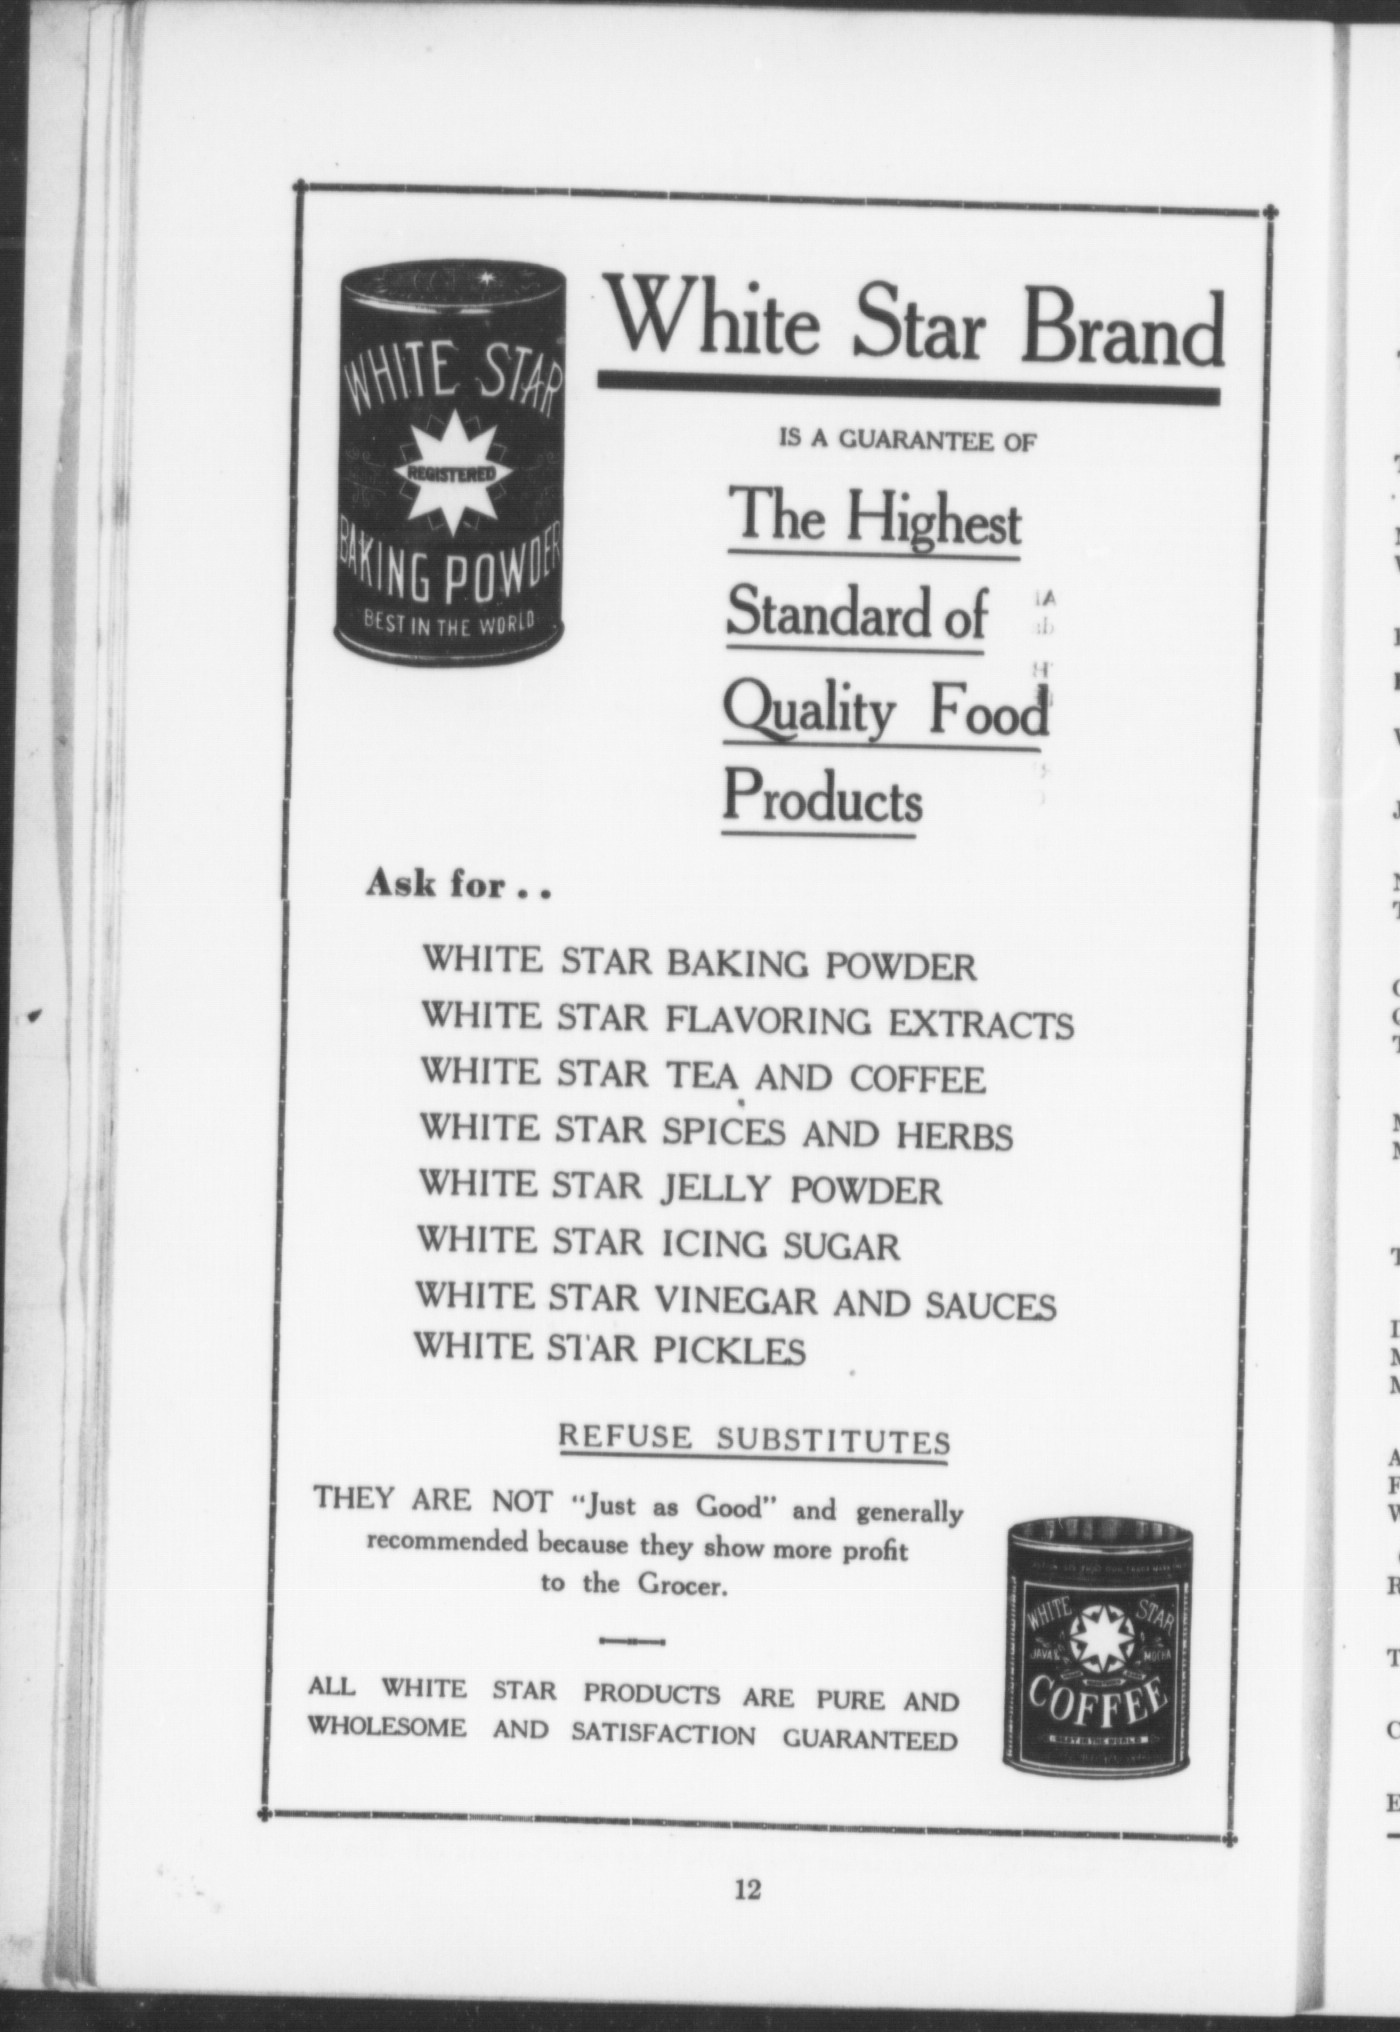 WHITE STAR
REGISTERED
BAKING POWDER
BEST IN THE WORLD
White Star Brand
IS A GUARANTEE OF
The Highest
Standard of
Quality Food
Products
Ask for . .
WHITE STAR BAKING POWDER
WHITE STAR FLAVORING EXTRACTS
WHITE STAR TEA AND COFFEE
WHITE STAR SPICES AND HERBS
WHITE STAR JELLY POWDER
WHITE STAR ICING SUGAR
WHITE STAR VINEGAR AND SAUCES
WHITE STAR PICKLES
REFUSE SUBSTITUTES
THEY ARE NOT "Just as Good" and generally
recommended because they show more profit
to the Grocer.
ALL WHITE STAR PRODUCTS ARE PURE AND
WHOLESOME AND SATISFACTION GUARANTEED
WHITE STAR
JAVA & MOCHA
COFFEE
BEST IN THE WORLD
12